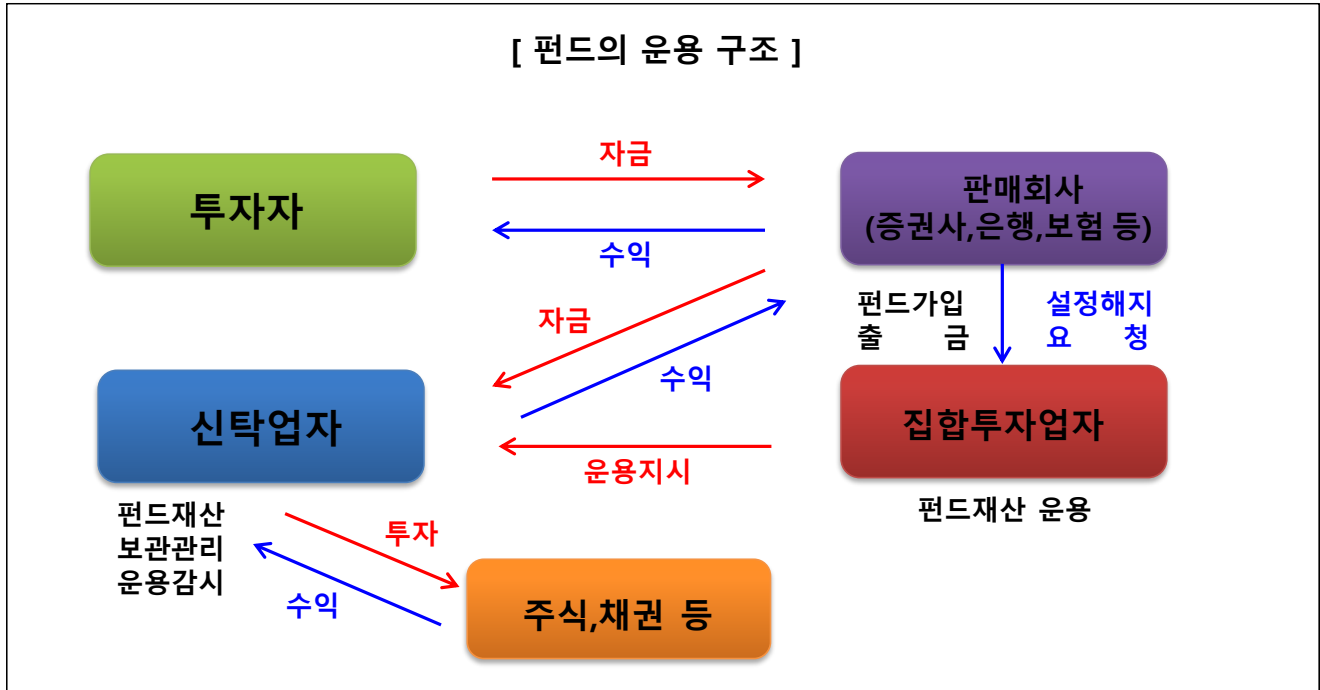 [ 펀드의 운용 구조 ]
투자자
자금
수익
판매회사
(증권사,은행,보험 등)
자금
수익
펀드가입
출 금
설정해지
요 청
신탁업자
운용지시
집합투자업자
펀드재산
보관관리
운용감시
펀드재산 운용
투자
수익
주식,채권 등